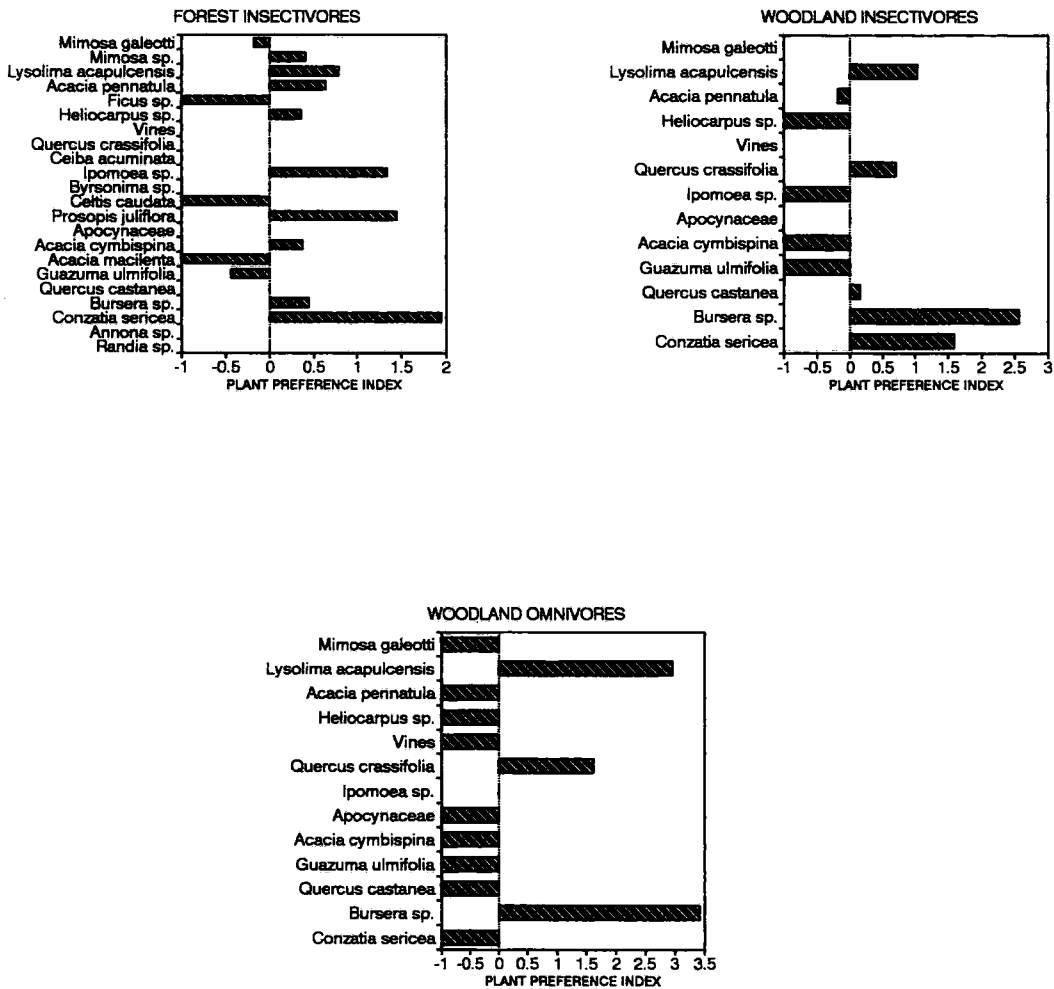 FOREST INSECTIVORES
Mimosa galeotti
Mimosa sp.
Lysolima acapulcensis
Acacia pennatula
Ficus sp.
Heliocarpus sp.
Vines
Quercus crassifolia
Ceiba acuminata
Ipomoea sp.
Byrsonima sp.
Celtis caudata
Prosopis juliflora
Apocynaceae
Acacia cymbispina
Acacia macilenta
Guazuma ulmifolia
Quercus castanea
Bursera sp.
Conzatia sericea
Annona sp.
Randia sp.
-1 -0.5 0 0.5 1 1.5 2
PLANT PREFERENCE INDEX
WOODLAND INSECTIVORES
Mimosa galeotti
Lysolima acapulcensis
Acacia pennatula
Heliocarpus sp.
Vines
Quercus crassifolia
Ipomoea sp.
Apocynaceae
Acacia cymbispina
Guazuma ulmifolia
Quercus castanea
Bursera sp.
Conzatia sericea
-1 -0.5 0 0.5 1 1.5 2 2.5 3
PLANT PREFERENCE INDEX
WOODLAND OMNIVORES
Mimosa galeotti
Lysolima acapulcensis
Acacia pennatula
Heliocarpus sp.
Vines
Quercus crassifolia
Ipomoea sp.
Apocynaceae
Acacia cymbispina
Guazuma ulmifolia
Quercus castanea
Bursera sp.
Conzatia sericea
-1 -0.5 0 0.5 1 1.5 2 2.5 3 3.5
PLANT PREFERENCE INDEX